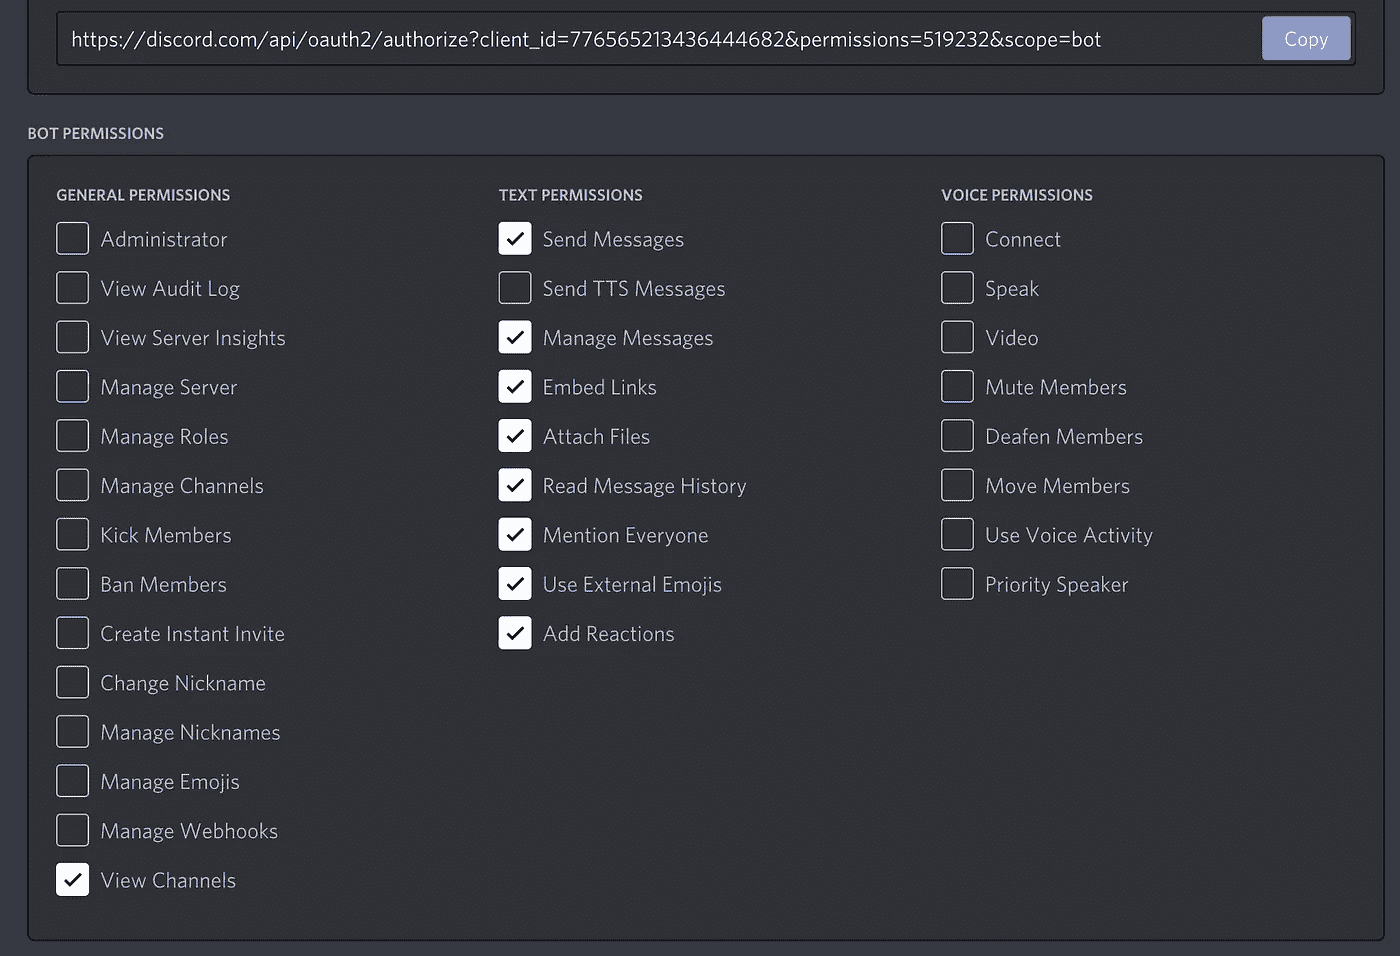 https://discord.com/api/oauth2/authorize?client_id=776565213436444682&permissions=519232&scope=bot
Copy
BOT PERMISSIONS
GENERAL PERMISSIONS
Administrator
View Audit Log
View Server Insights
Manage Server
Manage Roles
Manage Channels
Kick Members
Ban Members
Create Instant Invite
Change Nickname
Manage Nicknames
Manage Emojis
Manage Webhooks
View Channels
TEXT PERMISSIONS
Send Messages
Send TTS Messages
Manage Messages
Embed Links
Attach Files
Read Message History
Mention Everyone
Use External Emojis
Add Reactions
VOICE PERMISSIONS
Connect
Speak
Video
Mute Members
Deafen Members
Move Members
Use Voice Activity
Priority Speaker